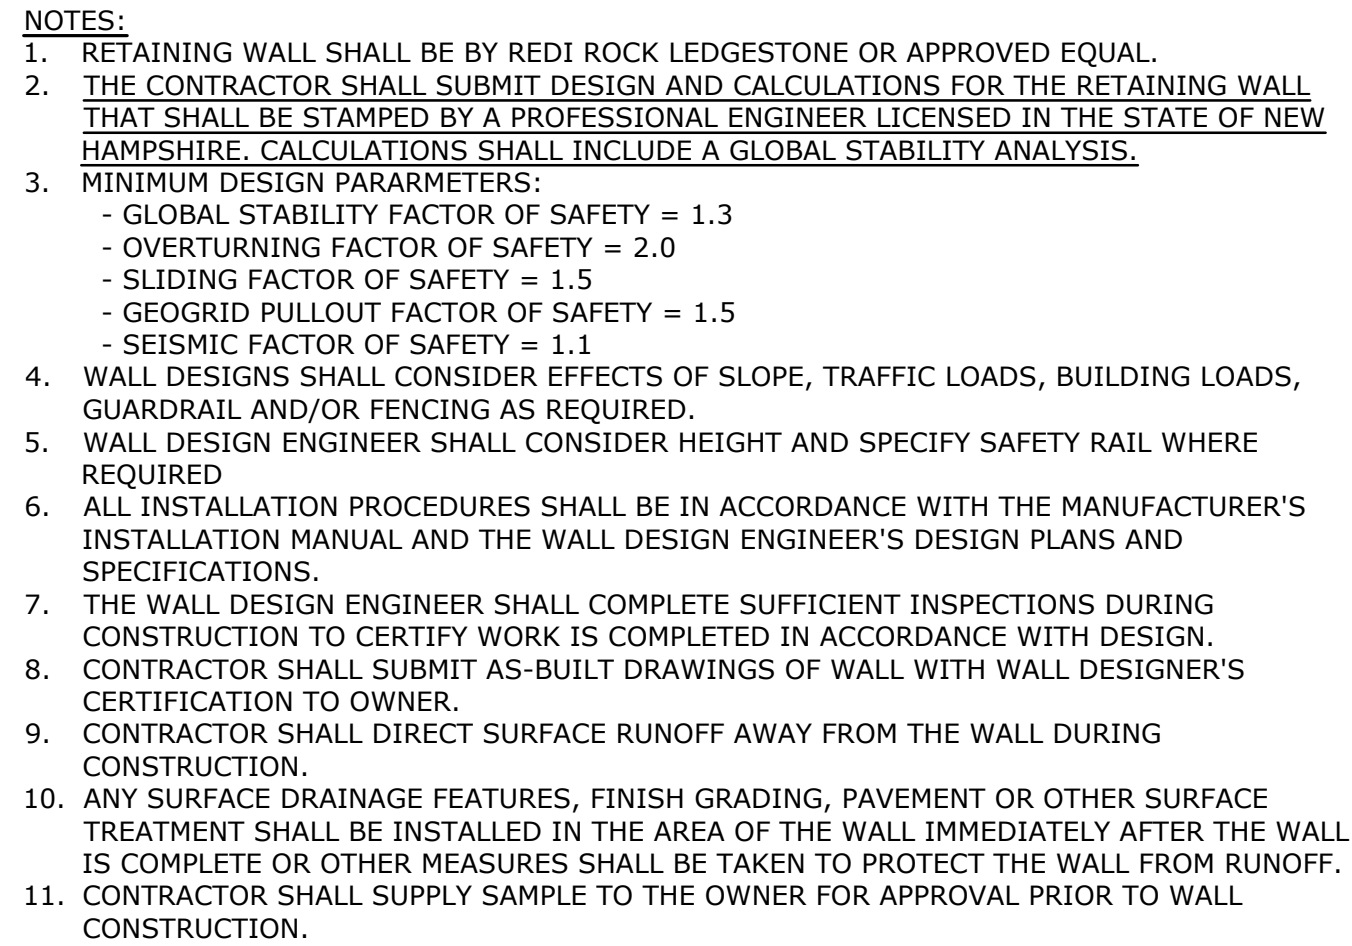 NOTES:
1. RETAINING WALL SHALL BE BY REDI ROCK LEDGESTONE OR APPROVED EQUAL.
2. THE CONTRACTOR SHALL SUBMIT DESIGN AND CALCULATIONS FOR THE RETAINING WALL
THAT SHALL BE STAMPED BY A PROFESSIONAL ENGINEER LICENSED IN THE STATE OF NEW
HAMPSHIRE. CALCULATIONS SHALL INCLUDE A GLOBAL STABILITY ANALYSIS.
3. MINIMUM DESIGN PARARMETERS:
- GLOBAL STABILITY FACTOR OF SAFETY = 1.3
- OVERTURNING FACTOR OF SAFETY = 2.0
- SLIDING FACTOR OF SAFETY = 1.5
- GEOGRID PULLOUT FACTOR OF SAFETY = 1.5
- SEISMIC FACTOR OF SAFETY = 1.1
4. WALL DESIGNS SHALL CONSIDER EFFECTS OF SLOPE, TRAFFIC LOADS, BUILDING LOADS,
GUARDRAIL AND/OR FENCING AS REQUIRED.
5. WALL DESIGN ENGINEER SHALL CONSIDER HEIGHT AND SPECIFY SAFETY RAIL WHERE
REQUIRED
6. ALL INSTALLATION PROCEDURES SHALL BE IN ACCORDANCE WITH THE MANUFACTURER'S
INSTALLATION MANUAL AND THE WALL DESIGN ENGINEER'S DESIGN PLANS AND
SPECIFICATIONS.
7. THE WALL DESIGN ENGINEER SHALL COMPLETE SUFFICIENT INSPECTIONS DURING
CONSTRUCTION TO CERTIFY WORK IS COMPLETED IN ACCORDANCE WITH DESIGN.
8. CONTRACTOR SHALL SUBMIT AS-BUILT DRAWINGS OF WALL WITH WALL DESIGNER'S
CERTIFICATION TO OWNER.
9. CONTRACTOR SHALL DIRECT SURFACE RUNOFF AWAY FROM THE WALL DURING
CONSTRUCTION.
10. ANY SURFACE DRAINAGE FEATURES, FINISH GRADING, PAVEMENT OR OTHER SURFACE
TREATMENT SHALL BE INSTALLED IN THE AREA OF THE WALL IMMEDIATELY AFTER THE WALL
IS COMPLETE OR OTHER MEASURES SHALL BE TAKEN TO PROTECT THE WALL FROM RUNOFF.
11. CONTRACTOR SHALL SUPPLY SAMPLE TO THE OWNER FOR APPROVAL PRIOR TO WALL
CONSTRUCTION.